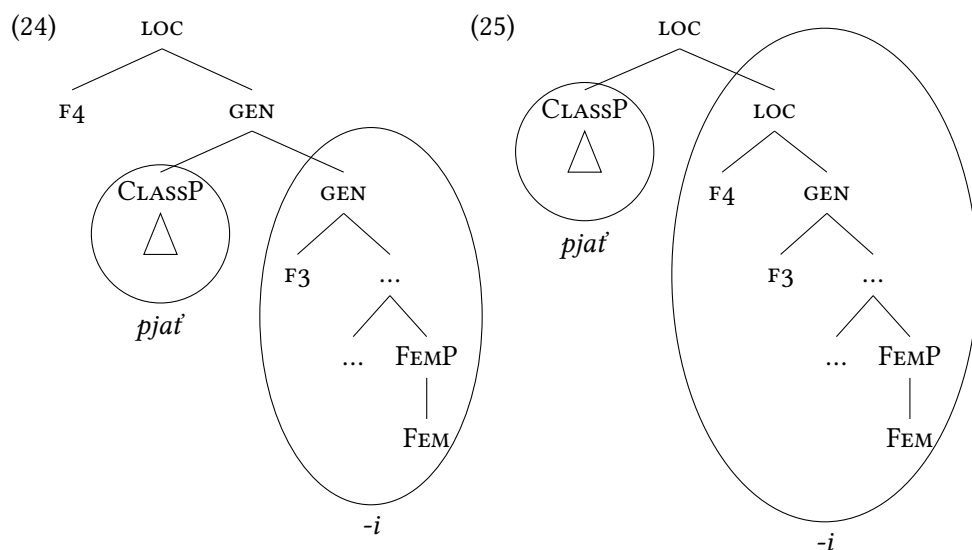 (24) LOC
F4 GEN
CLASSP GEN
pjat' F3 ...
... FEMP
FEM
-i
(25) LOC
CLASSP LOC
pjat' F4 GEN
F3 ...
... FEMP
FEM
-i